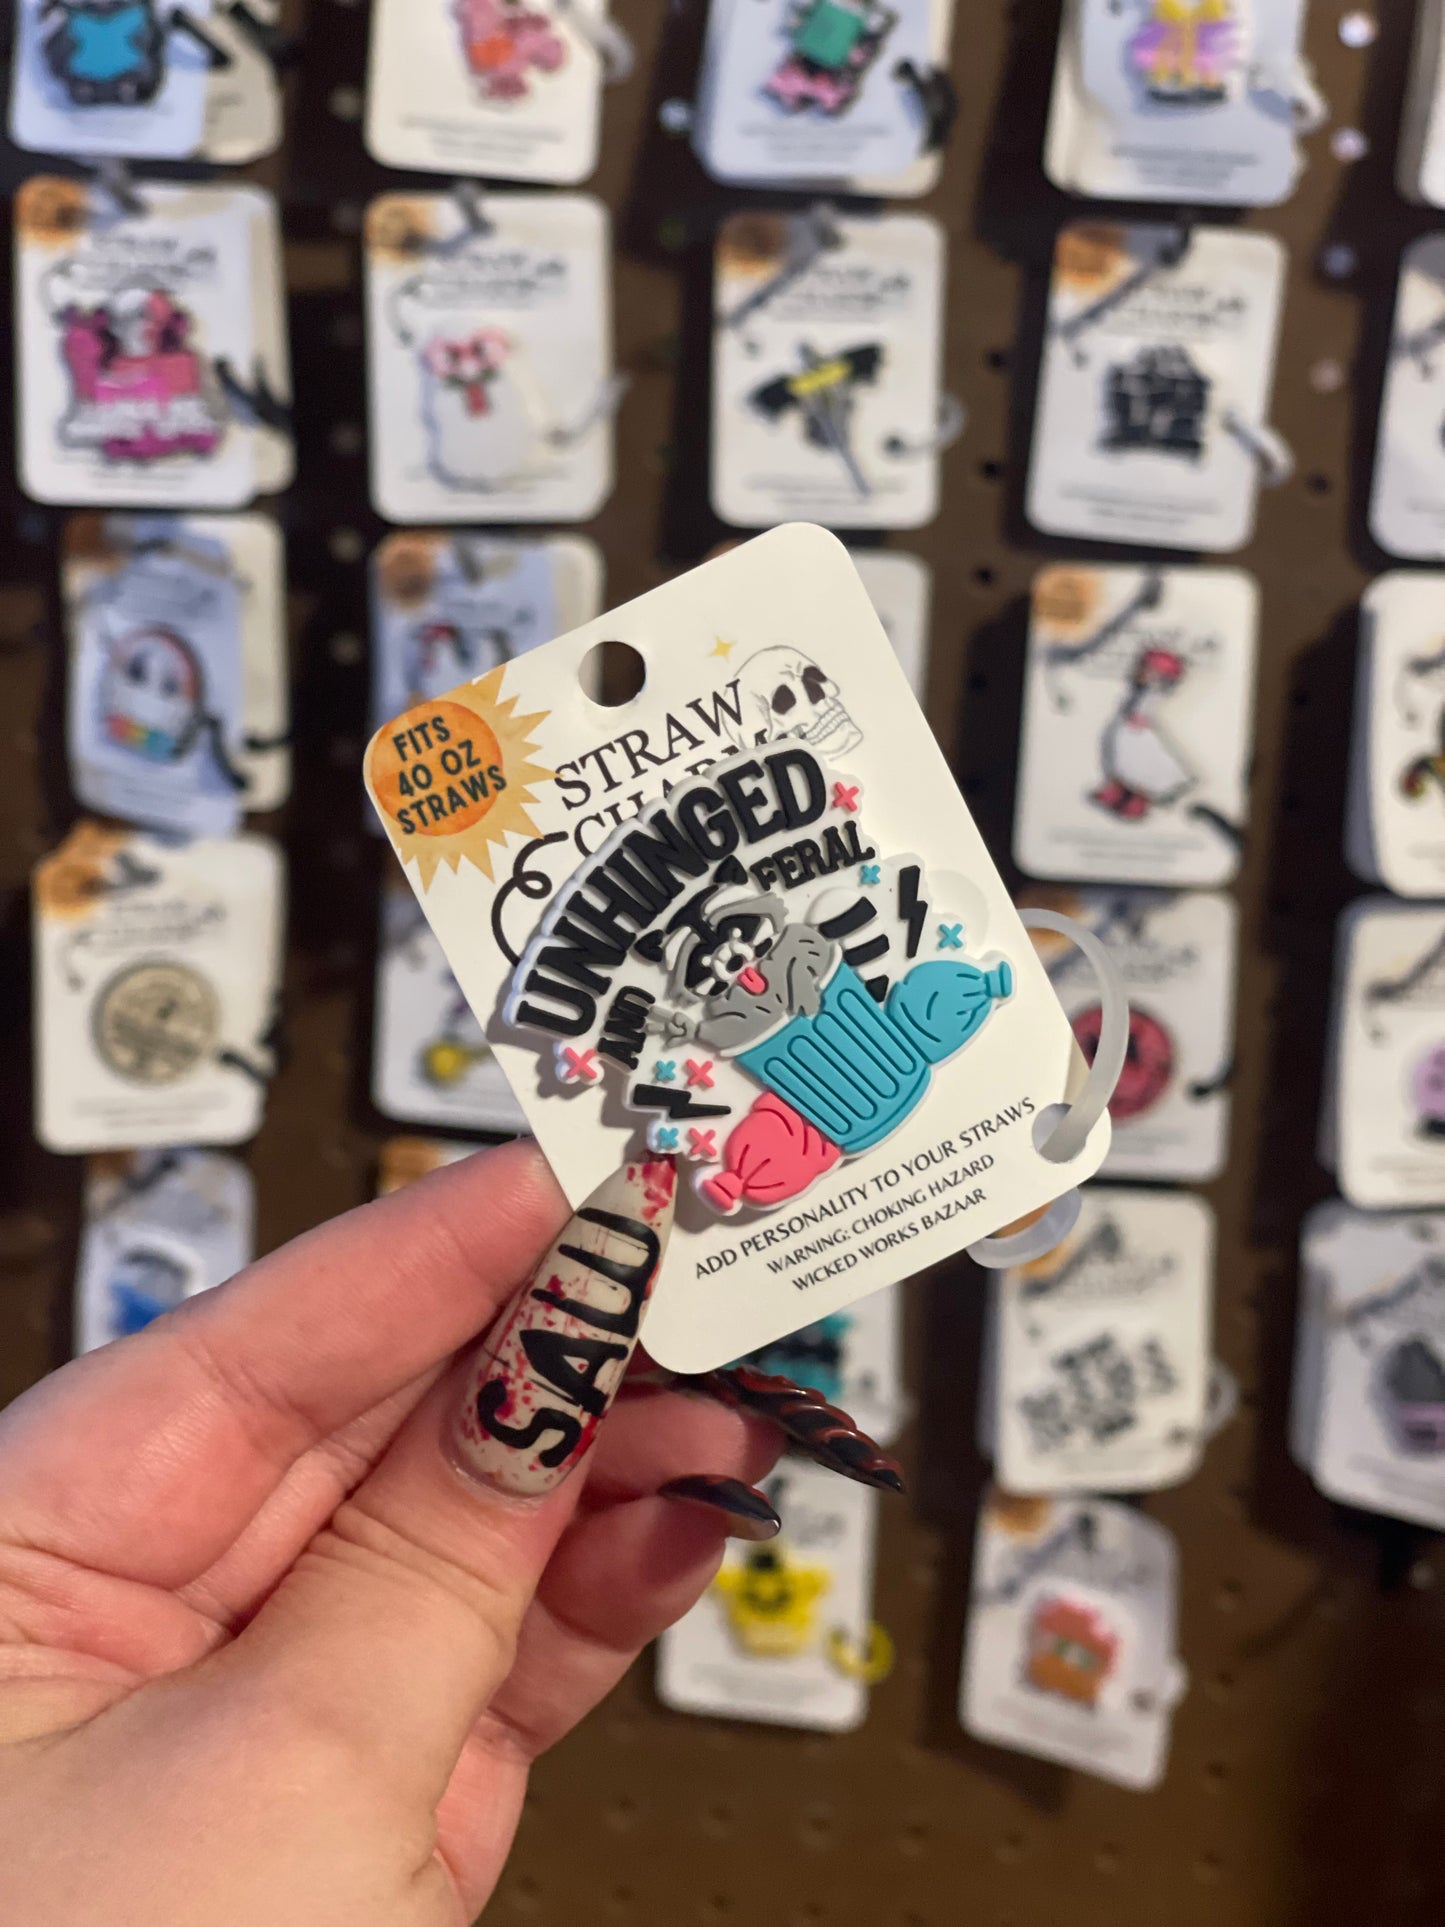 FITS
40 OZ
STRAWS
STRAW
CHARM
UNHINGED
AND
FERAL
ADD PERSONALITY TO YOUR STRAWS
WARNING: CHOKING HAZARD
WICKED WORKS BAZAAR
SAW